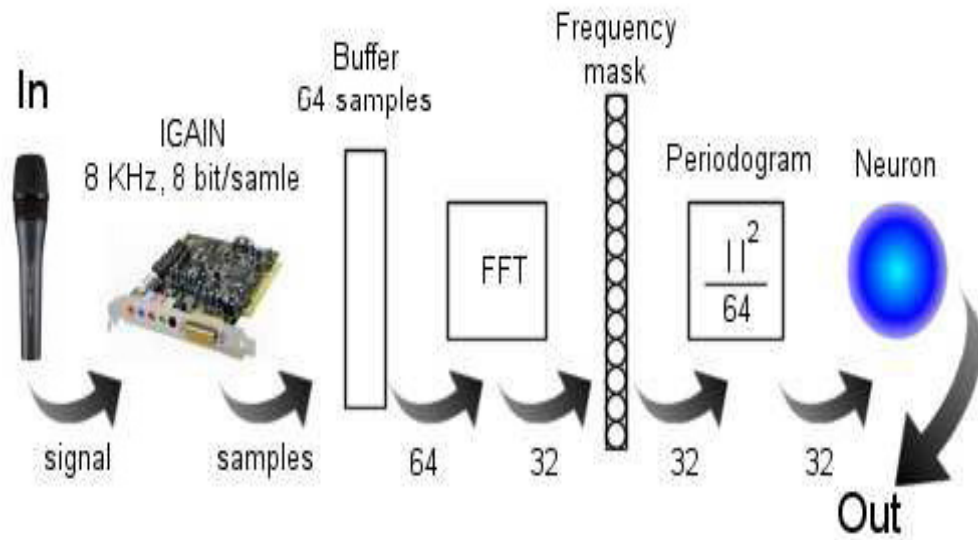 In
IGAIN
8 KHz, 8 bit/samle
Buffer
64 samples
Frequency
mask
Periodogram
Neuron
FFT
||²
64
signal
samples
64
32
32
32
Out